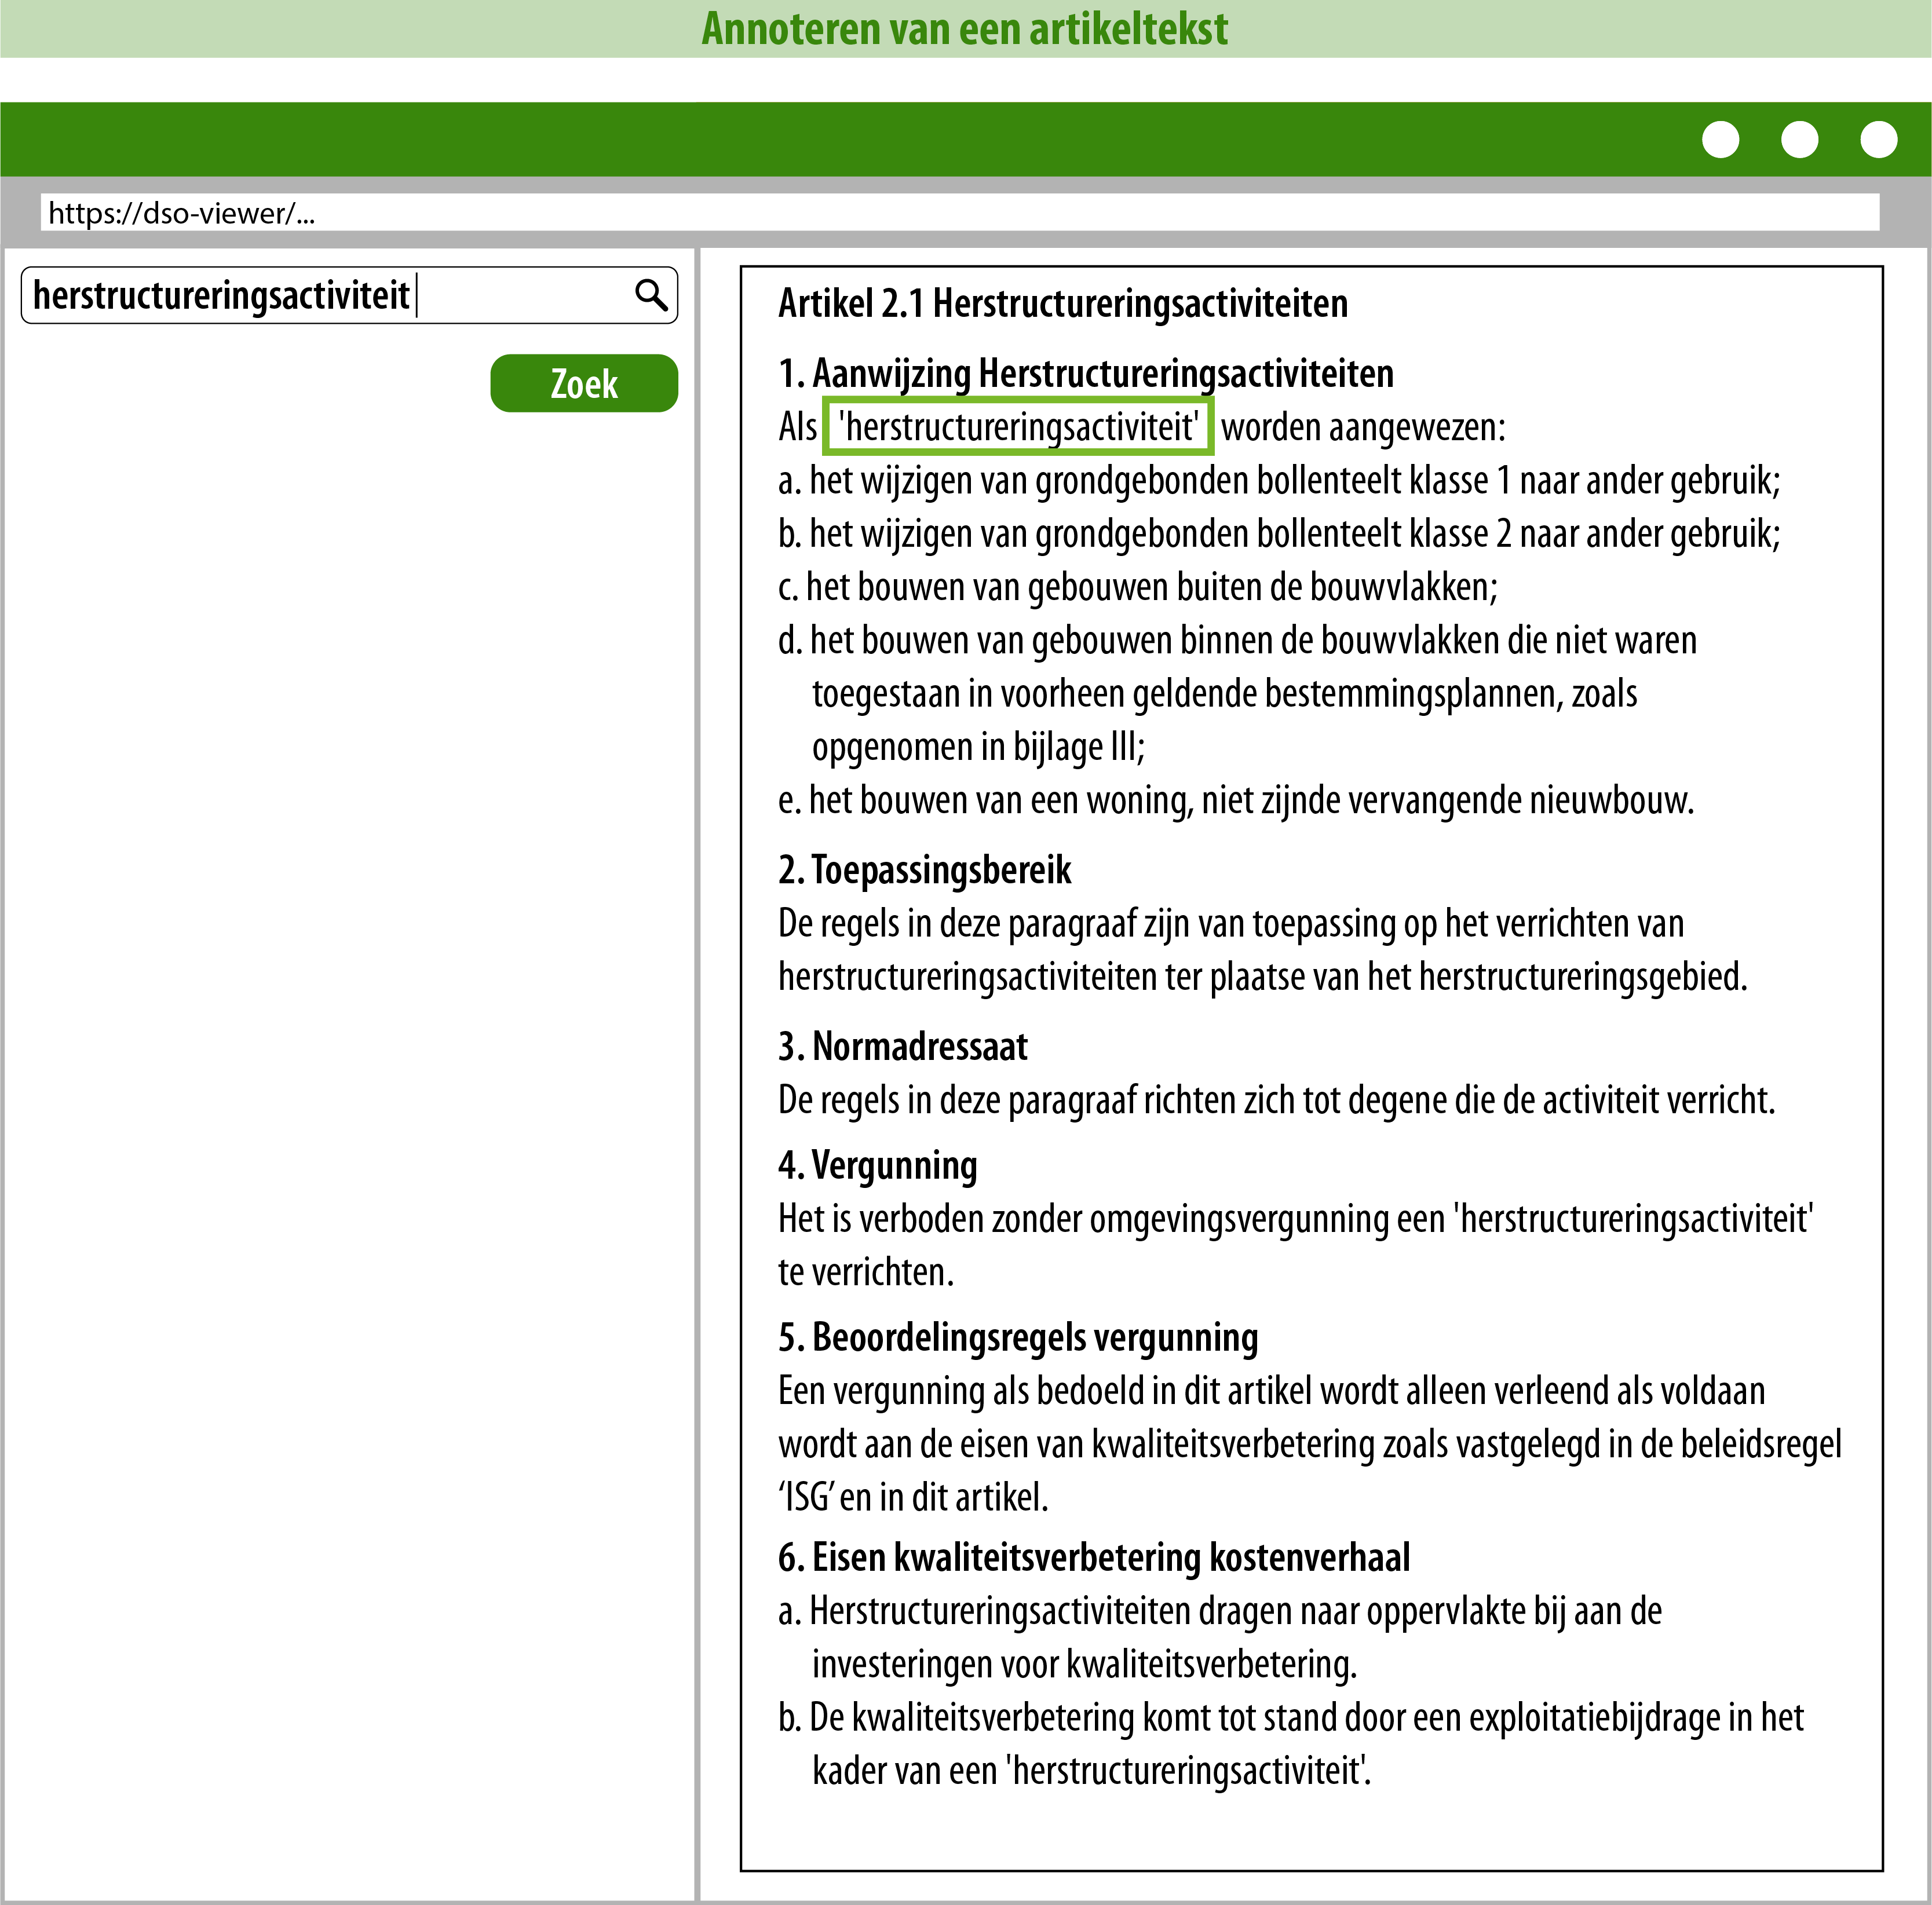 Annoteren van een artikeltekst
https://dso-viewer/...
herstructureringsactiviteit
Zoek
Artikel 2.1 Herstructureringsactiviteiten
1. Aanwijzing Herstructureringsactiviteiten
Als 'herstructureringsactiviteit' worden aangewezen:
a. het wijzigen van grondgebonden bollenteelt klasse 1 naar ander gebruik;
b. het wijzigen van grondgebonden bollenteelt klasse 2 naar ander gebruik;
c. het bouwen van gebouwen buiten de bouwvlakken;
d. het bouwen van gebouwen binnen de bouwvlakken die niet waren
toegestaan in voorheen geldende bestemmingsplannen, zoals
opgenomen in bijlage III;
e. het bouwen van een woning, niet zijnde vervangende nieuwbouw.
2. Toepassingsbereik
De regels in deze paragraaf zijn van toepassing op het verrichten van
herstructureringsactiviteiten ter plaatse van het herstructureringsgebied.
3. Normadressaat
De regels in deze paragraaf richten zich tot degene die de activiteit verricht.
4. Vergunning
Het is verboden zonder omgevingsvergunning een 'herstructureringsactiviteit'
te verrichten.
5. Beoordelingsregels vergunning
Een vergunning als bedoeld in dit artikel wordt alleen verleend als voldaan
wordt aan de eisen van kwaliteitsverbetering zoals vastgelegd in de beleidsregel
‘ISG’ en in dit artikel.
6. Eisen kwaliteitsverbetering kostenverhaal
a. Herstructureringsactiviteiten dragen naar oppervlakte bij aan de
investeringen voor kwaliteitsverbetering.
b. De kwaliteitsverbetering komt tot stand door een exploitatiebijdrage in het
kader van een 'herstructureringsactiviteit'.